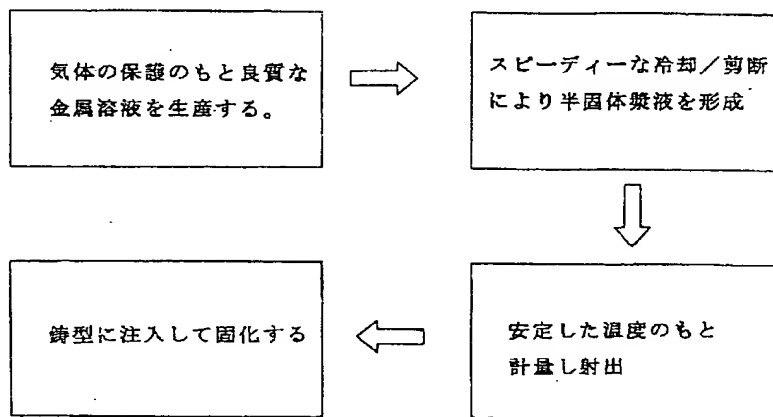 気体の保護のもと良質な
金属溶液を生産する。
スピーディーな冷却／剪断
により半固体漿液を形成
安定した温度のもと
計量し射出
鋳型に注入して固化する